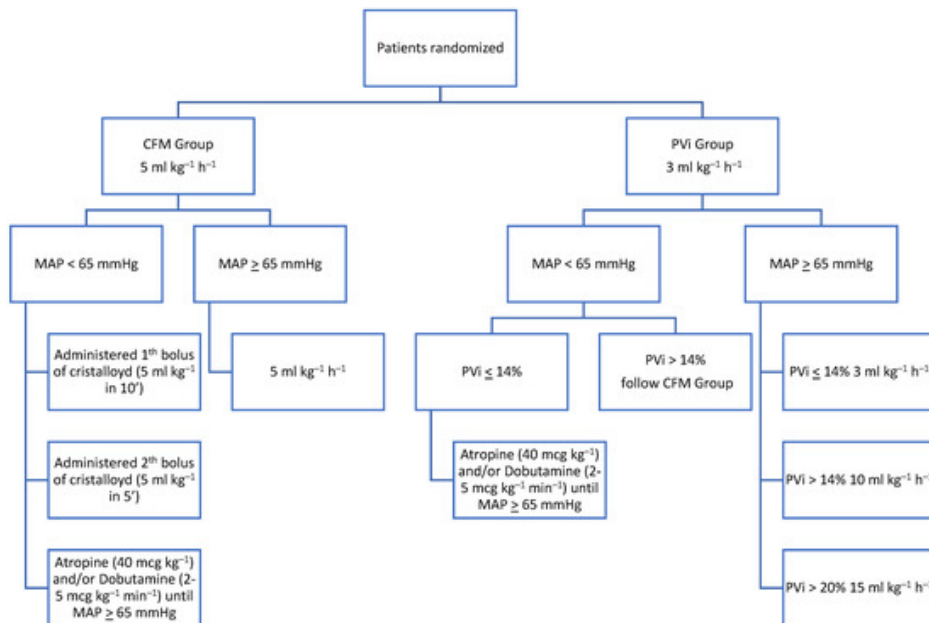 Patients randomized
CFM Group
5 ml kg⁻¹ h⁻¹
PVi Group
3 ml kg⁻¹ h⁻¹
MAP < 65 mmHg
MAP ≥ 65 mmHg
MAP < 65 mmHg
MAP ≥ 65 mmHg
Administered 1ᵗʰ bolus
of cristalloyd (5 ml kg⁻¹
in 10')
5 ml kg⁻¹ h⁻¹
PVi ≤ 14%
PVi > 14%
follow CFM Group
PVi ≤ 14% 3 ml kg⁻¹ h⁻¹
Administered 2ᵗʰ bolus
of cristalloyd (5 ml kg⁻¹
in 5')
Atropine (40 mcg kg⁻¹)
and/or Dobutamine (2-
5 mcg kg⁻¹ min⁻¹) until
MAP ≥ 65 mmHg
PVi > 14% 10 ml kg⁻¹ h⁻¹
Atropine (40 mcg kg⁻¹)
and/or Dobutamine (2-
5 mcg kg⁻¹ min⁻¹) until
MAP ≥ 65 mmHg
PVi > 20% 15 ml kg⁻¹ h⁻¹